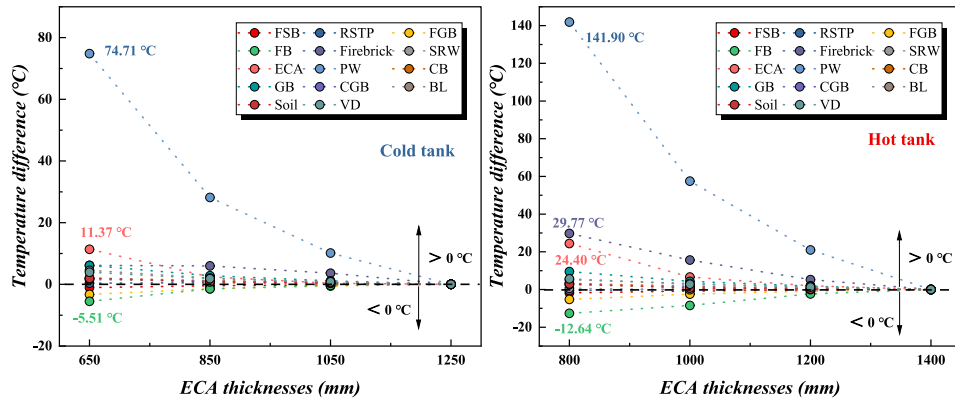 80
60
40
20
0
-20
650
850
1050
1250
Temperature difference (°C)
ECA thicknesses (mm)
FSB
RSTP
FGB
FB
Firebrick
SRW
ECA
PW
CB
GB
CGB
BL
Soil
VD
Cold tank
74.71 °C
11.37 °C
-5.51 °C
> 0 °C
< 0 °C
140
120
100
80
60
40
20
0
-20
800
1000
1200
1400
Temperature difference (°C)
ECA thicknesses (mm)
FSB
RSTP
FGB
FB
Firebrick
SRW
ECA
PW
CB
GB
CGB
BL
Soil
VD
Hot tank
141.90 °C
29.77 °C
24.40 °C
-12.64 °C
> 0 °C
< 0 °C